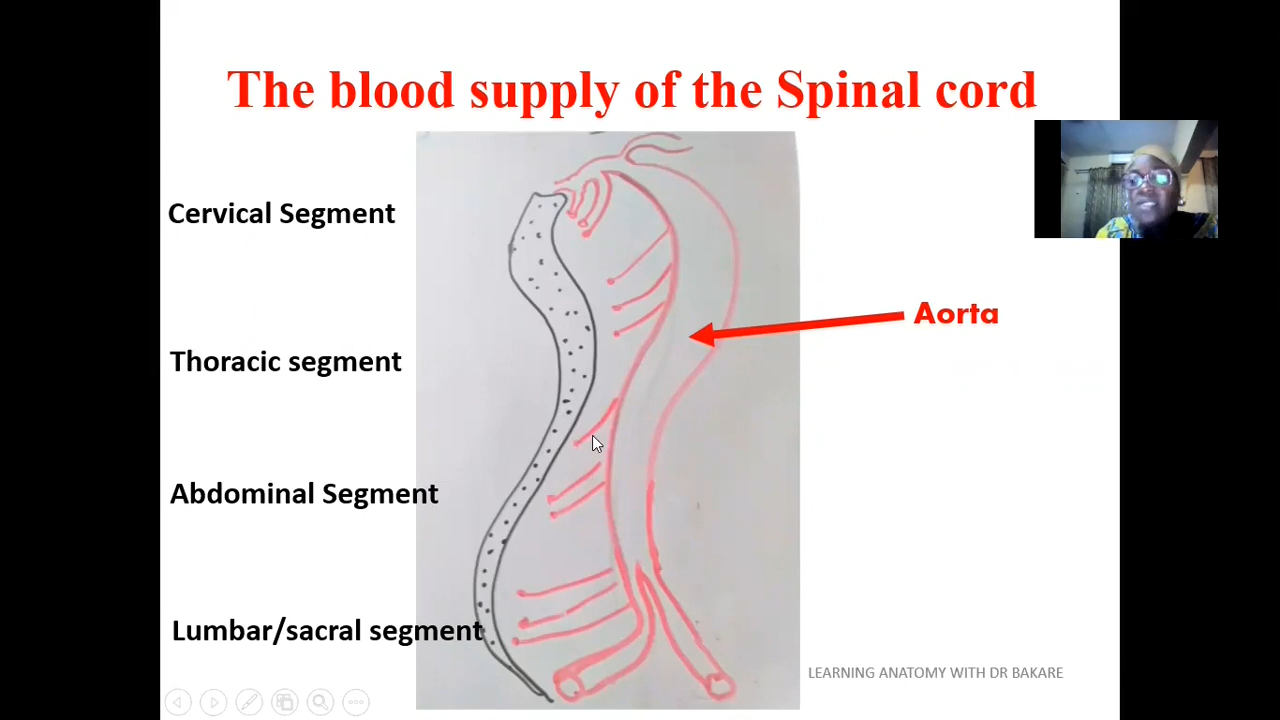 The blood supply of the Spinal cord
Cervical Segment
Thoracic segment
Aorta
Abdominal Segment
Lumbar/sacral segment
LEARNING ANATOMY WITH DR BAKARE